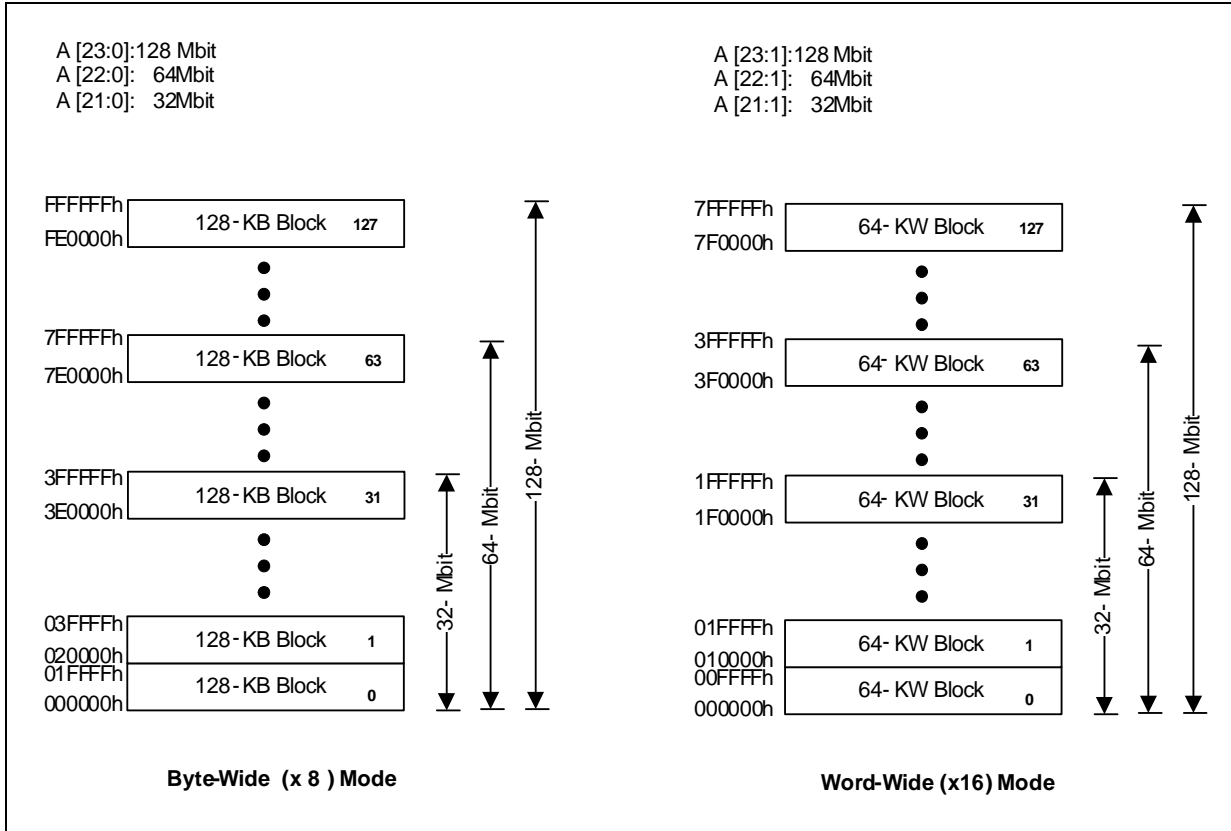 A [23:0]:128 Mbit
A [22:0]: 64Mbit
A [21:0]: 32Mbit
FFFFFFh
128-KB Block 127
FE0000h
7FFFFFh
128-KB Block 63
7E0000h
3FFFFFh
128-KB Block 31
3E0000h
03FFFFh
128-KB Block 1
020000h
01FFFFh
128-KB Block 0
000000h
32- Mbit
64- Mbit
128- Mbit
Byte-Wide (x 8 ) Mode
A [23:1]:128 Mbit
A [22:1]: 64Mbit
A [21:1]: 32Mbit
7FFFFFh
64- KW Block 127
7F0000h
3FFFFFh
64- KW Block 63
3F0000h
1FFFFFh
64- KW Block 31
1F0000h
01FFFFh
64- KW Block 1
010000h
00FFFFh
64- KW Block 0
000000h
32- Mbit
64- Mbit
128- Mbit
Word-Wide (x16) Mode